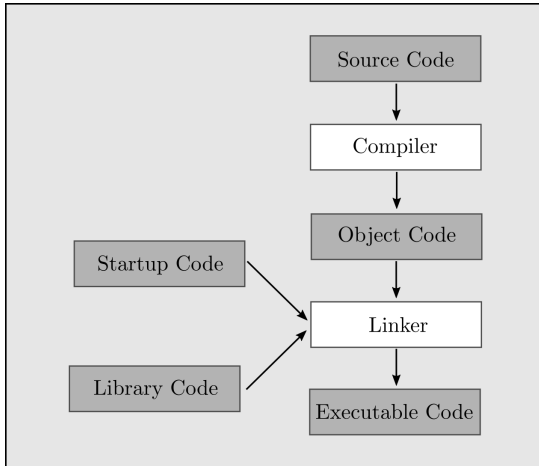 Source Code
Compiler
Object Code
Startup Code
Linker
Library Code
Executable Code